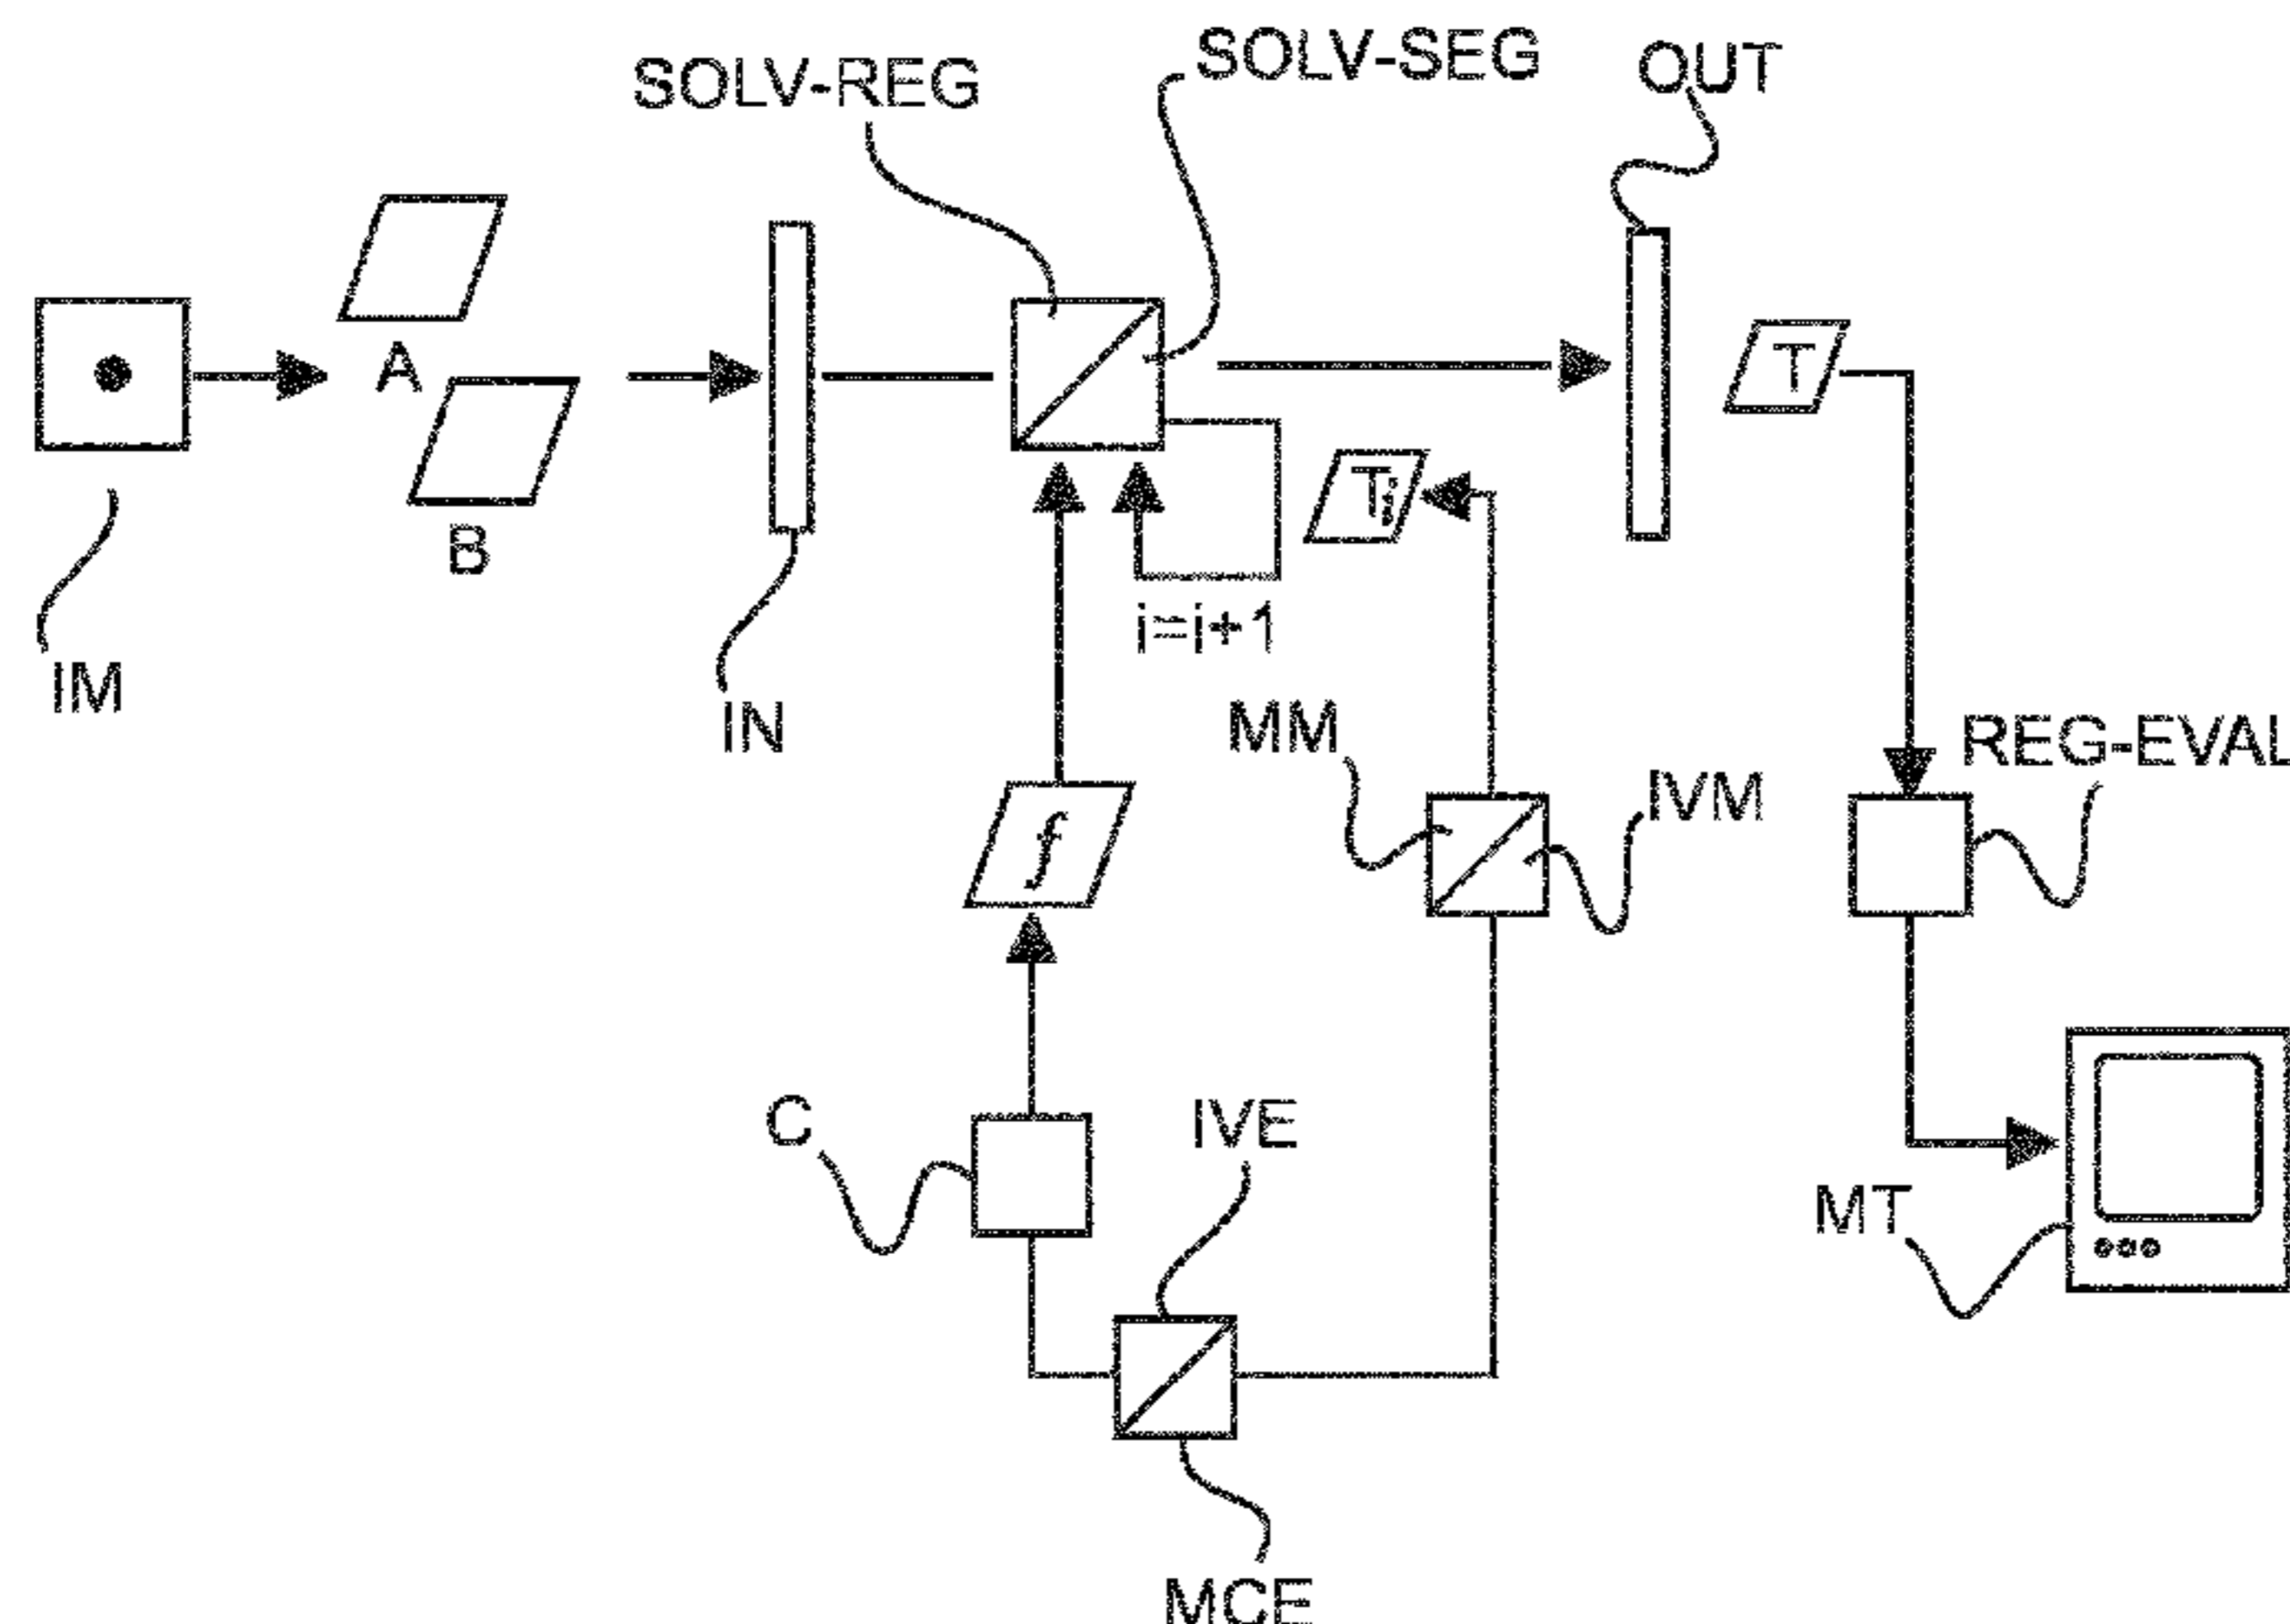 SOLV-REG
SOLV-SEG
OUT
A
B
T
Ti
i=i+1
IM
IN
MM
IVM
REG-EVAL
f
C
IVE
MT
MCE